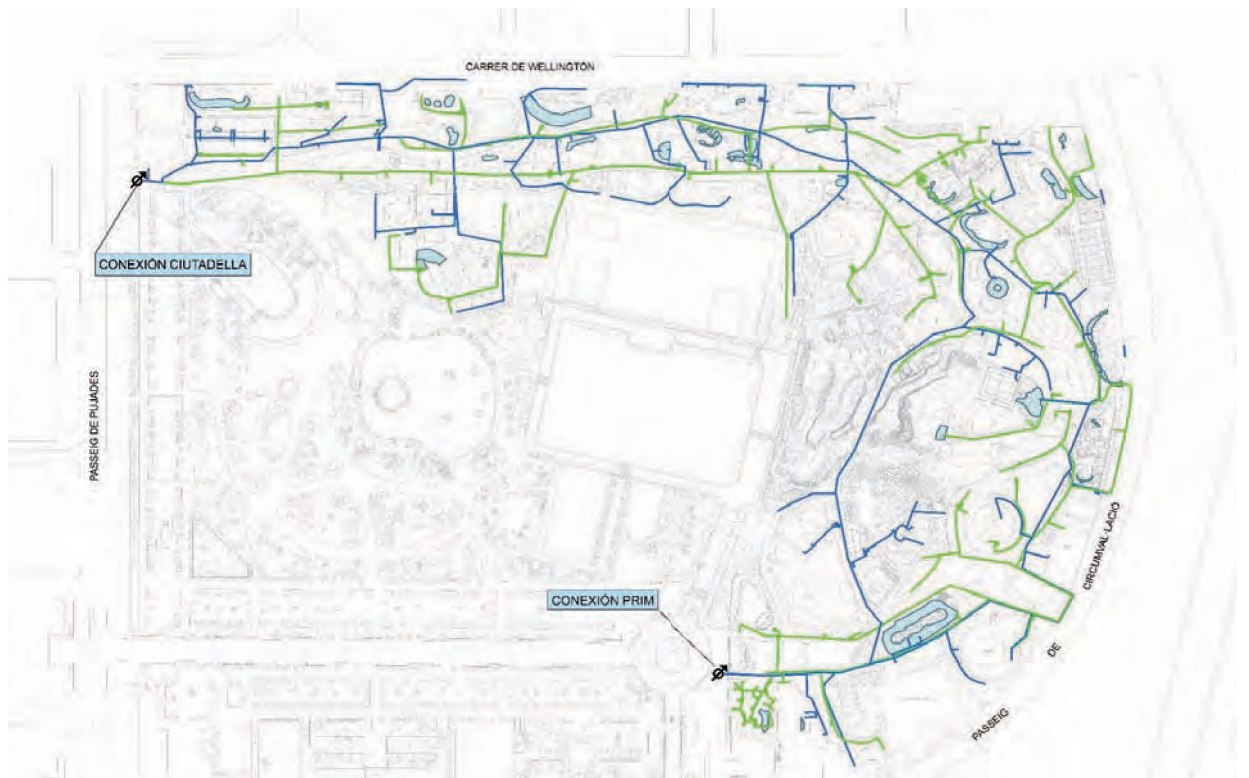 CARRER DE WELLINGTON
CONEXIÓN CIUTADELLA
PASSEIG DE PUJADES
CONEXIÓN PRIM
PASSEIG DE CIRCUMVAL·LACIÓ